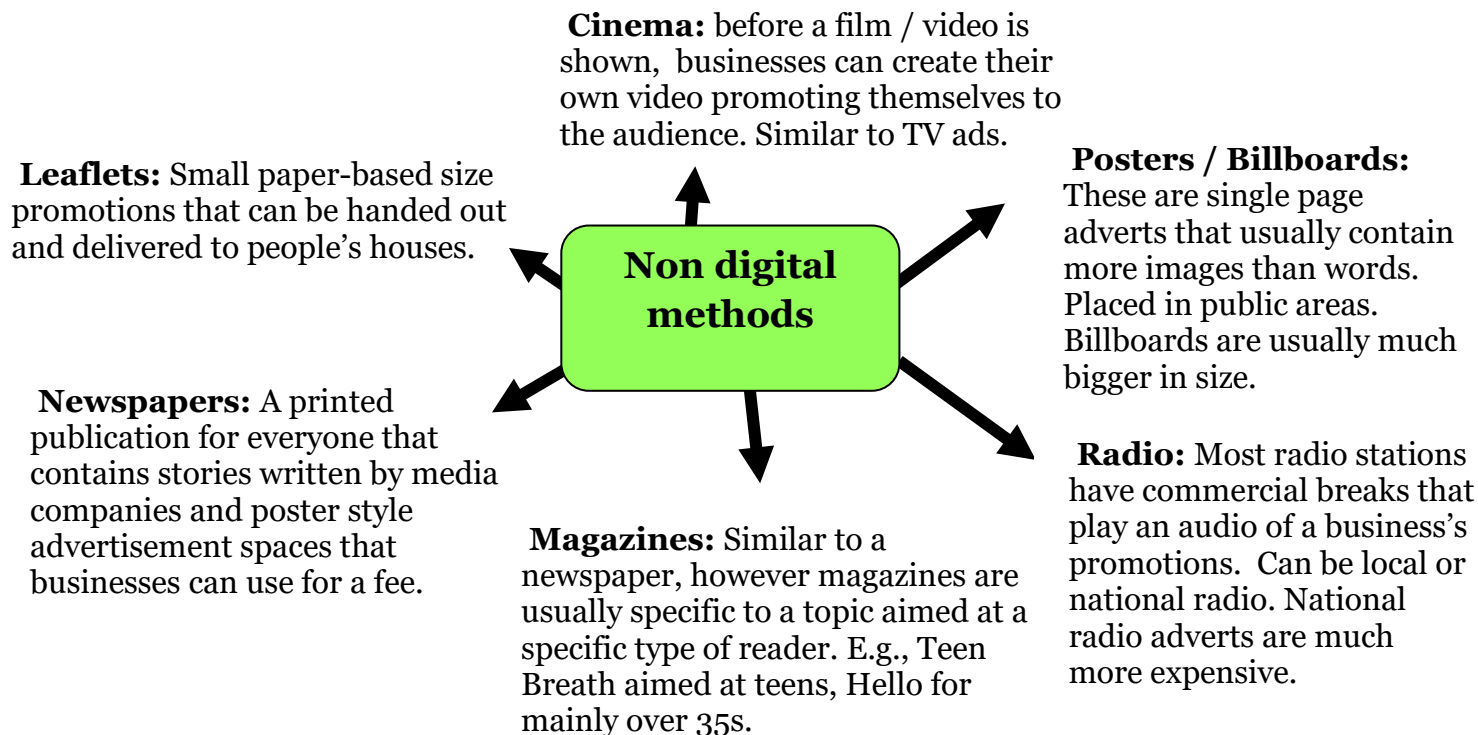 Cinema: before a film / video is
shown,  businesses can create their
own video promoting themselves to
the audience. Similar to TV ads.
Leaflets: Small paper-based size
promotions that can be handed out
and delivered to people’s houses.
Posters / Billboards:
These are single page
adverts that usually contain
more images than words.
Placed in public areas.
Billboards are usually much
bigger in size.
Non digital
methods
Newspapers: A printed
publication for everyone that
contains stories written by media
companies and poster style
advertisement spaces that
businesses can use for a fee.
Magazines: Similar to a
newspaper, however magazines are
usually specific to a topic aimed at a
specific type of reader. E.g., Teen
Breath aimed at teens, Hello for
mainly over 35s.
Radio: Most radio stations
have commercial breaks that
play an audio of a business’s
promotions.  Can be local or
national radio. National
radio adverts are much
more expensive.